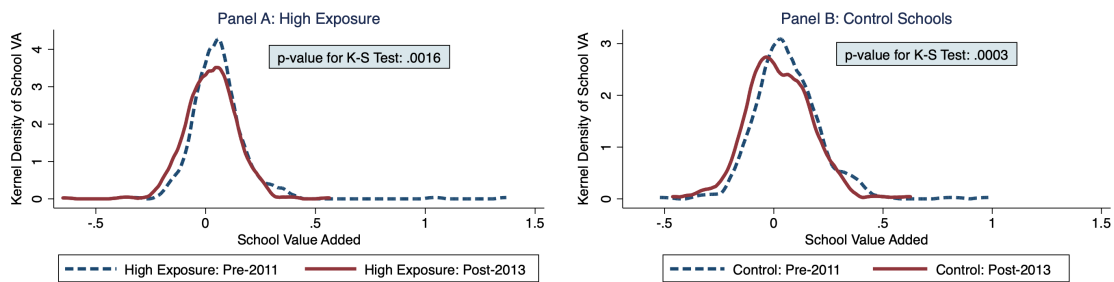 Panel A: High Exposure
Kernel Density of School VA
4
3
2
1
0
p-value for K-S Test: .0016
-.5
0
.5
1
1.5
School Value Added
High Exposure: Pre-2011
High Exposure: Post-2013
Panel B: Control Schools
Kernel Density of School VA
3
2
1
0
p-value for K-S Test: .0003
-.5
0
.5
1
1.5
School Value Added
Control: Pre-2011
Control: Post-2013